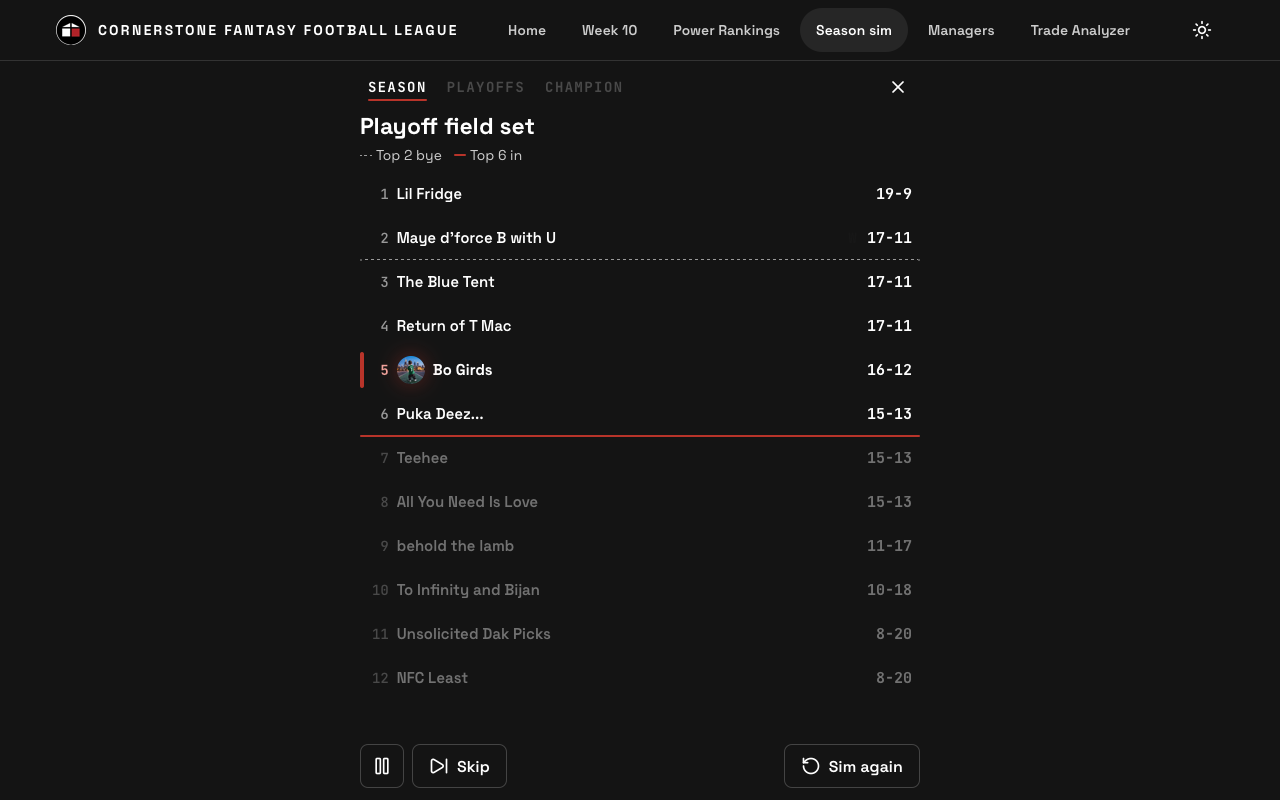 CORNERSTONE FANTASY FOOTBALL LEAGUE Home Week 10 Power Rankings Season sim Managers Trade Analyzer
SEASON PLAYOFFS CHAMPION
Playoff field set
Top 2 bye Top 6 in
1 Lil Fridge 19-9
2 Maye d'force B with U 17-11
3 The Blue Tent 17-11
4 Return of T Mac 17-11
5 Bo Girds 16-12
6 Puka Deez... 15-13
7 Teehee 15-13
8 All You Need Is Love 15-13
9 behold the lamb 11-17
10 To Infinity and Bijan 10-18
11 Unsolicited Dak Picks 8-20
12 NFC Least 8-20
Skip Sim again